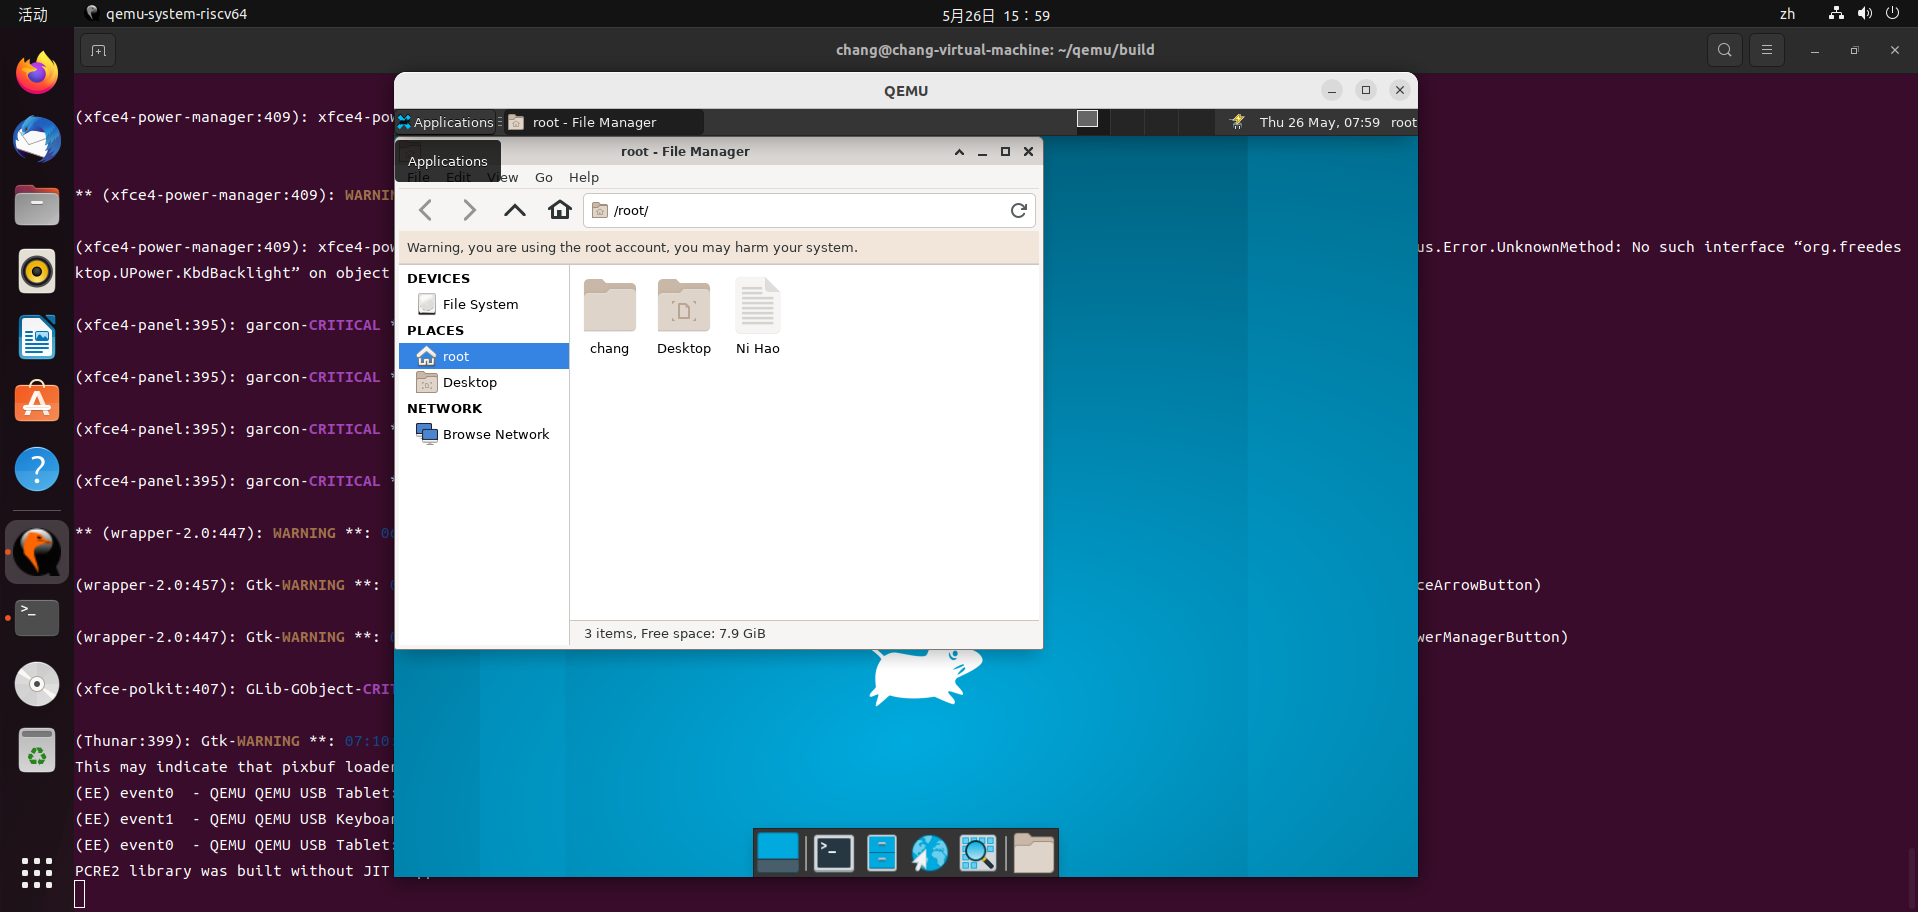 活动
qemu-system-riscv64
5月26日 15：59
zh
chang@chang-virtual-machine: ~/qemu/build
(xfce4-power-manager:409): xfce4-pow
** (xfce4-power-manager:409): WARNIN
(xfce4-power-manager:409): xfce4-pow
us.Error.UnknownMethod: No such interface “org.freedes
ktop.UPower.KbdBacklight” on object
(xfce4-panel:395): garcon-CRITICAL *
(xfce4-panel:395): garcon-CRITICAL *
(xfce4-panel:395): garcon-CRITICAL *
(xfce4-panel:395): garcon-CRITICAL *
** (wrapper-2.0:447): WARNING **: 0
(wrapper-2.0:457): Gtk-WARNING **:
ceArrowButton)
(wrapper-2.0:447): Gtk-WARNING **:
werManagerButton)
(xfce-polkit:407): GLib-GObject-CRIT
(Thunar:399): Gtk-WARNING **: 07:10:
This may indicate that pixbuf loader
(EE) event0  - QEMU QEMU USB Tablet:
(EE) event1  - QEMU QEMU USB Keyboar
(EE) event0  - QEMU QEMU USB Tablet:
PCRE2 library was built without JIT
QEMU
Applications
root - File Manager
Thu 26 May, 07:59
root
root - File Manager
Applications
File Edit View Go Help
/root/
Warning, you are using the root account, you may harm your system.
DEVICES
File System
PLACES
root
Desktop
NETWORK
Browse Network
chang
Desktop
Ni Hao
3 items, Free space: 7.9 GiB